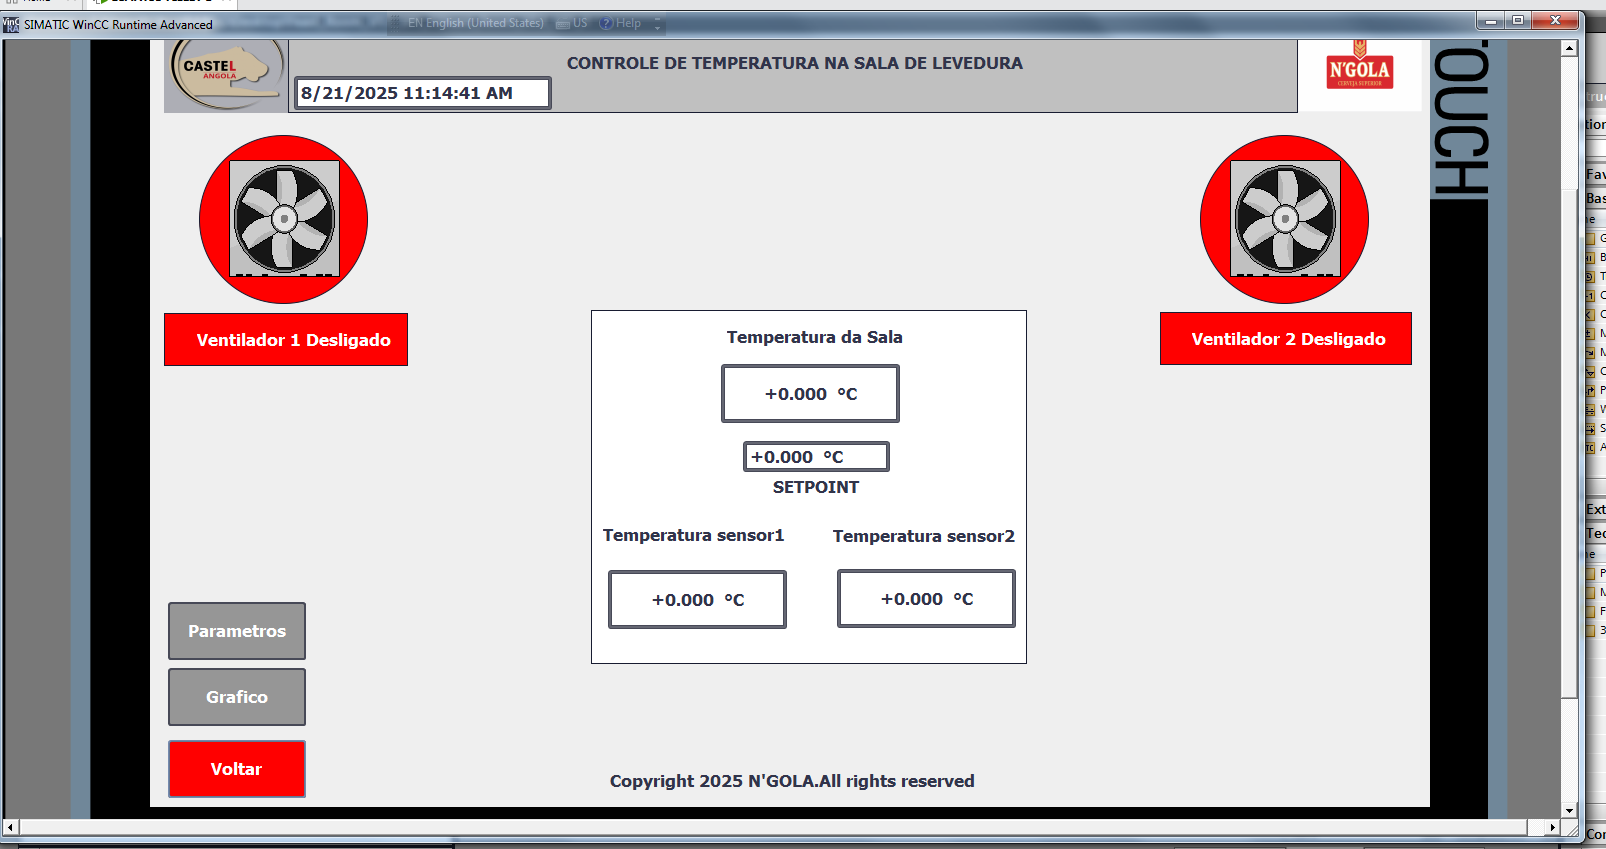 SIMATIC WinCC Runtime Advanced
EN English (United States)
US
Help
CASTEL
ANGOLA
CONTROLE DE TEMPERATURA NA SALA DE LEVEDURA
8/21/2025 11:14:41 AM
N'GOLA
CERVEJA SUPERIOR
OUCH
Ventilador 1 Desligado
Ventilador 2 Desligado
Temperatura da Sala
+0.000 °C
+0.000 °C
SETPOINT
Temperatura sensor1
Temperatura sensor2
+0.000 °C
+0.000 °C
Parametros
Grafico
Voltar
Copyright 2025 N'GOLA.All rights reserved